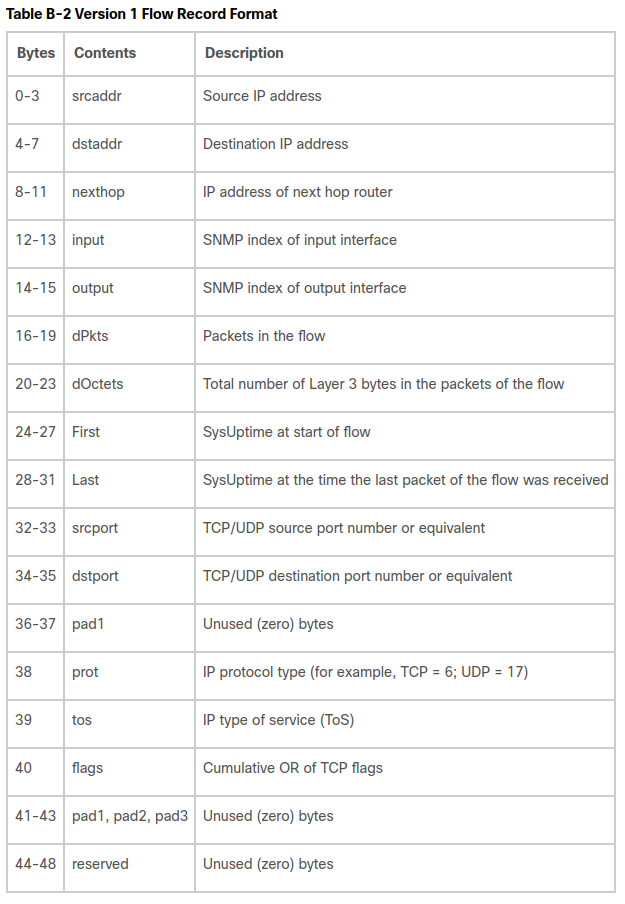 Table B-2 Version 1 Flow Record Format
Bytes Contents Description
0-3 srcaddr Source IP address
4-7 dstaddr Destination IP address
8-11 nexthop IP address of next hop router
12-13 input SNMP index of input interface
14-15 output SNMP index of output interface
16-19 dPkts Packets in the flow
20-23 dOctets Total number of Layer 3 bytes in the packets of the flow
24-27 First SysUptime at start of flow
28-31 Last SysUptime at the time the last packet of the flow was received
32-33 srcport TCP/UDP source port number or equivalent
34-35 dstport TCP/UDP destination port number or equivalent
36-37 pad1 Unused (zero) bytes
38 prot IP protocol type (for example, TCP = 6; UDP = 17)
39 tos IP type of service (ToS)
40 flags Cumulative OR of TCP flags
41-43 pad1, pad2, pad3 Unused (zero) bytes
44-48 reserved Unused (zero) bytes